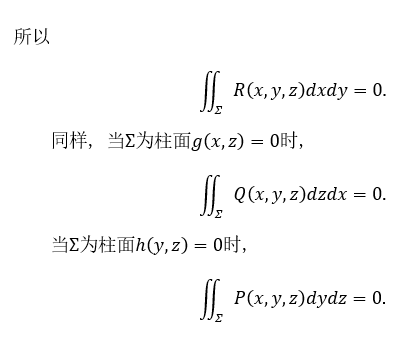 所以
∬_Σ R(x,y,z)dxdy = 0.
同样，当Σ为柱面g(x,z) = 0时，
∬_Σ Q(x,y,z)dzdx = 0.
当Σ为柱面h(y,z) = 0时，
∬_Σ P(x,y,z)dydz = 0.